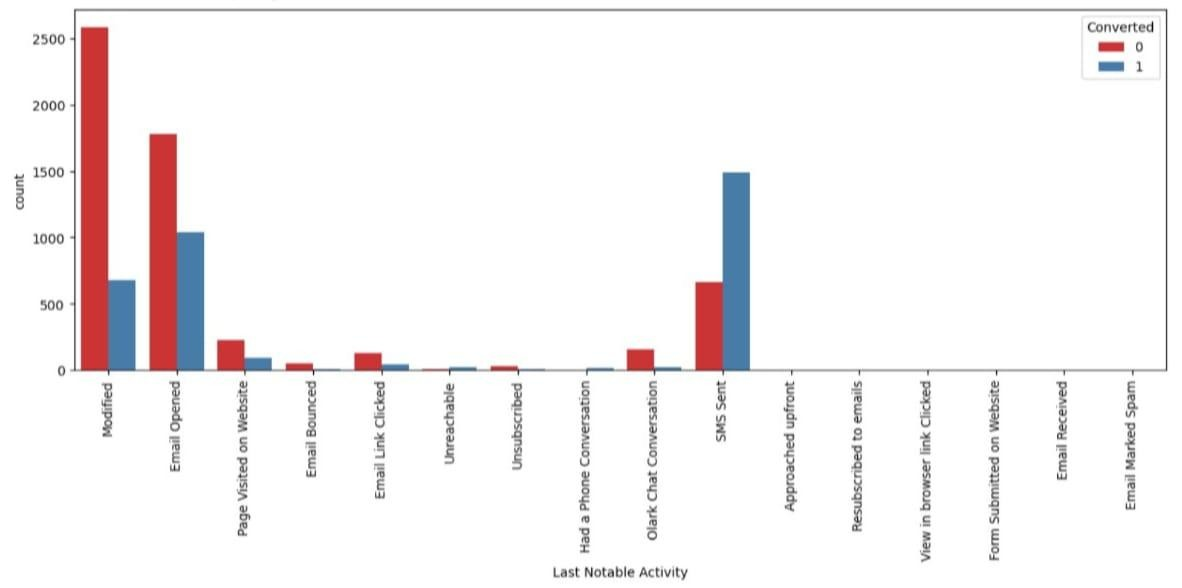 Converted
0
1
2500
2000
1500
1000
500
0
count
Modified
Email Opened
Page Visited on Website
Email Bounced
Email Link Clicked
Unreachable
Unsubscribed
Had a Phone Conversation
Olark Chat Conversation
SMS Sent
Approached upfront
Resubscribed to emails
View in browser link Clicked
Form Submitted on Website
Email Received
Email Marked Spam
Last Notable Activity